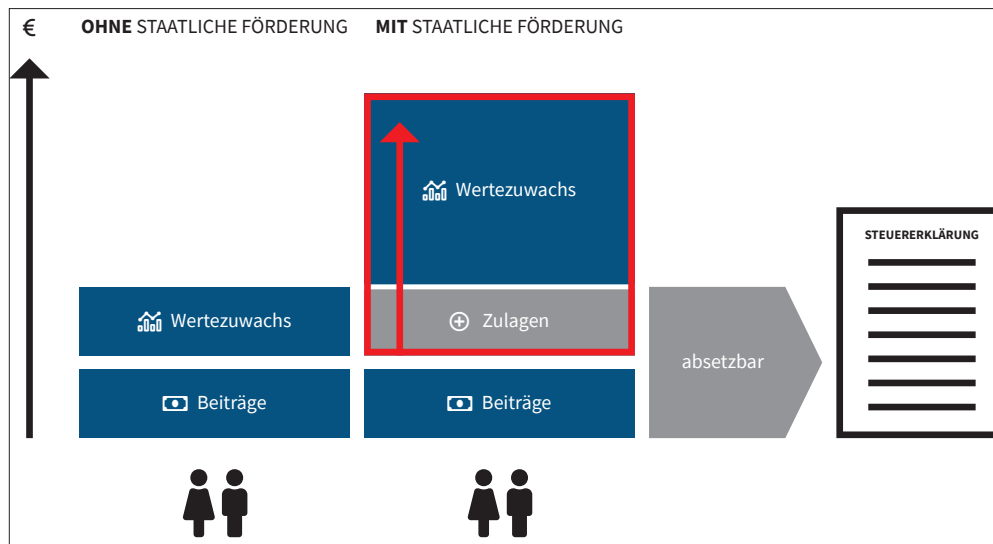 €
OHNE STAATLICHE FÖRDERUNG
MIT STAATLICHE FÖRDERUNG
Wertezuwachs
STEUERERKLÄRUNG
Wertezuwachs
Zulagen
absetzbar
Beiträge
Beiträge